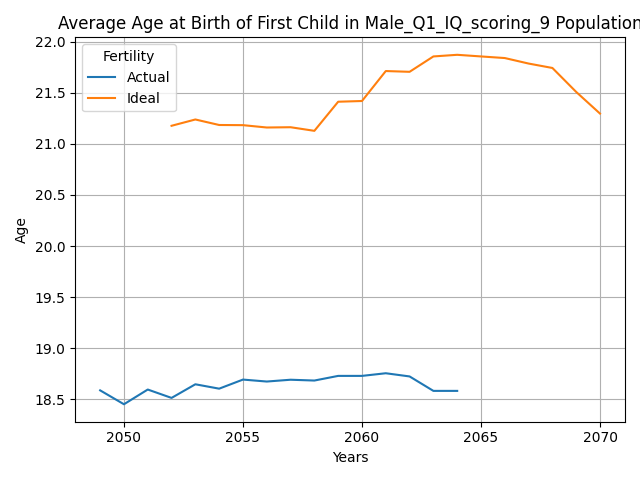 Average Age at Birth of First Child in Male_Q1_IQ_scoring_9 Population
Fertility
Actual
Ideal
22.0
21.5
21.0
20.5
20.0
19.5
19.0
18.5
Age
2050
2055
2060
2065
2070
Years